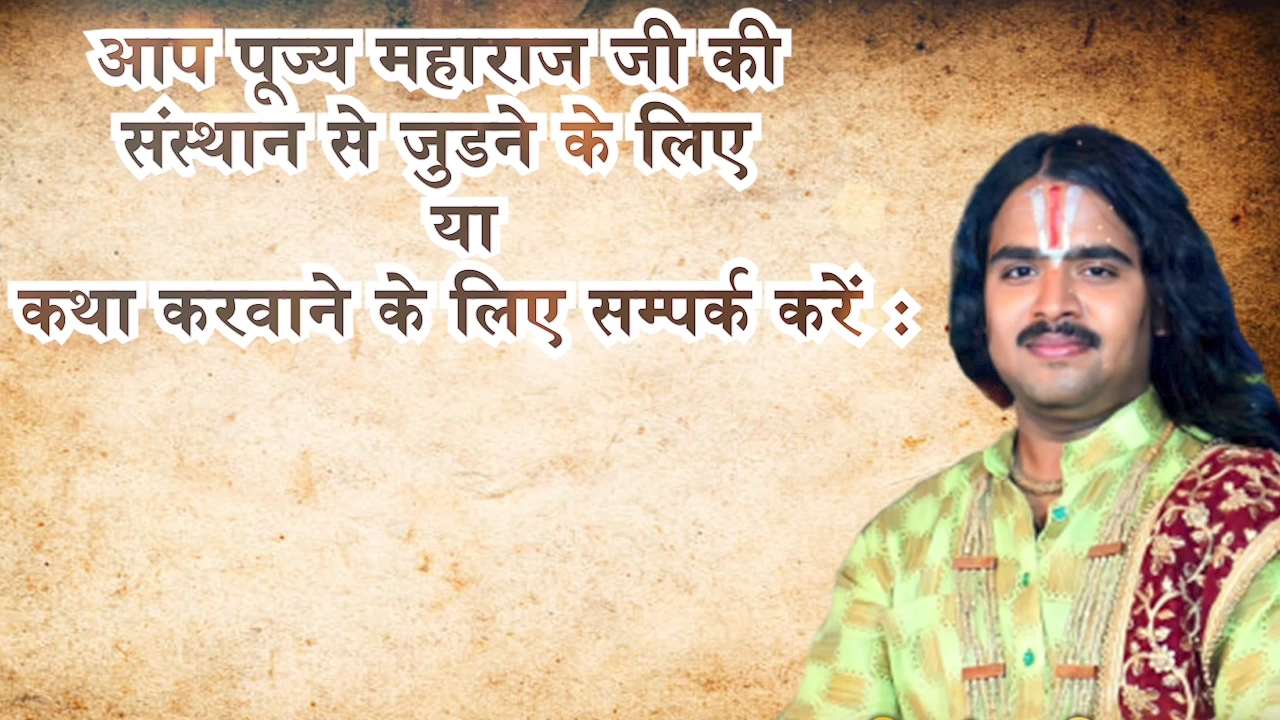 आप पूज्य महाराज जी की
संस्थान से जुडने के लिए
या
कथा करवाने के लिए सम्पर्क करें :